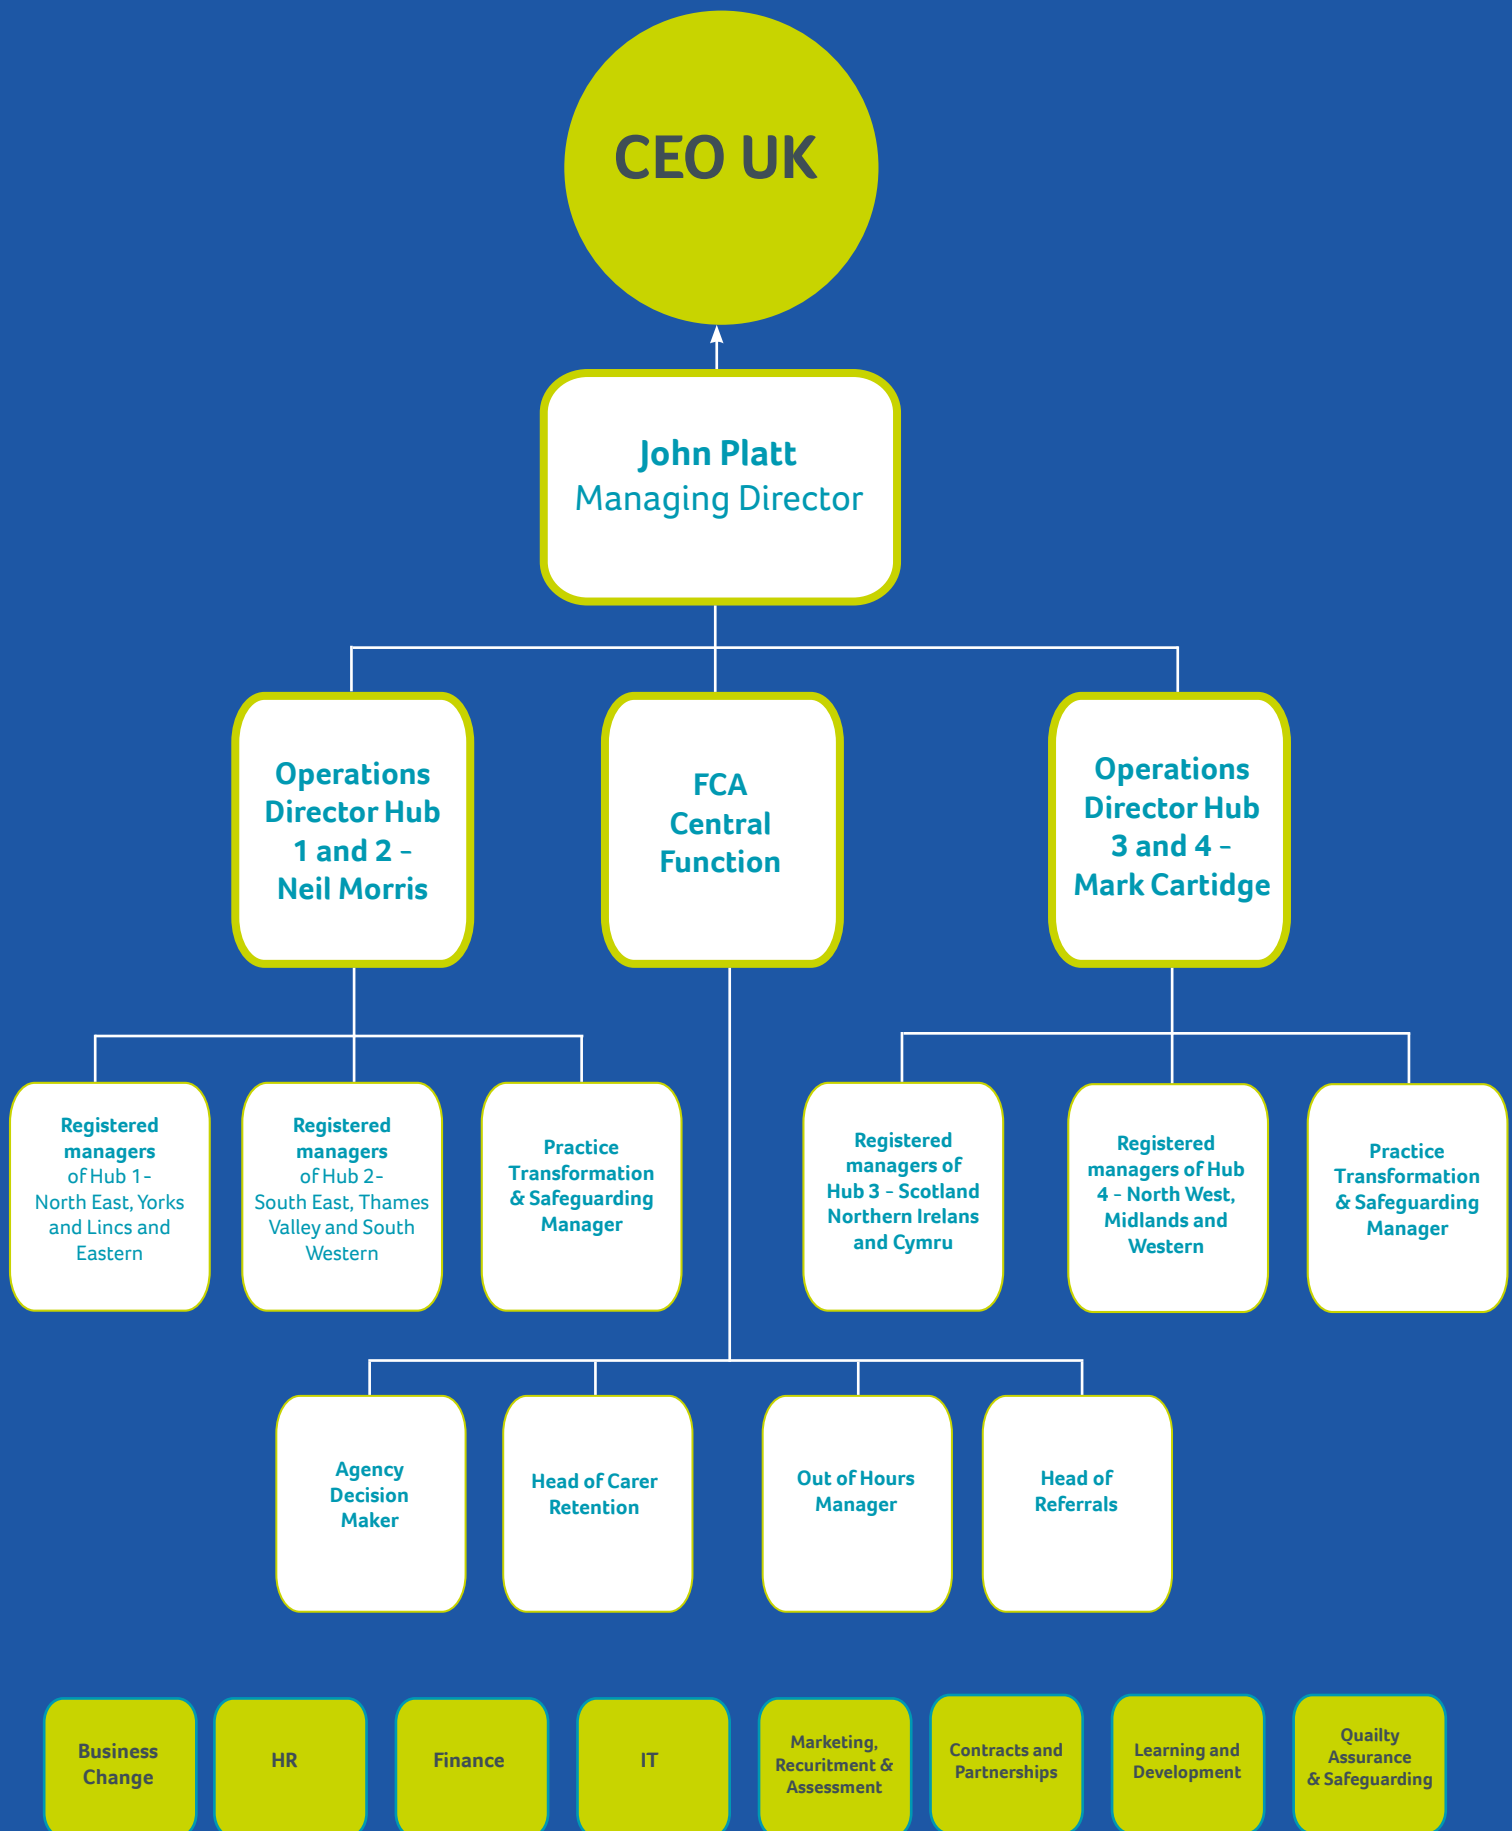 CEO UK
John Platt
Managing Director
Operations
Director Hub
1 and 2 -
Neil Morris
FCA
Central
Function
Operations
Director Hub
3 and 4 -
Mark Cartidge
Registered
managers
of Hub 1-
North East, Yorks
and Lincs and
Eastern
Registered
managers
of Hub 2-
South East, Thames
Valley and South
Western
Practice
Transformation
& Safeguarding
Manager
Registered
managers of
Hub 3 - Scotland
Northern Irelans
and Cymru
Registered
managers of Hub
4 - North West,
Midlands and
Western
Practice
Transformation
& Safeguarding
Manager
Agency
Decision
Maker
Head of Carer
Retention
Out of Hours
Manager
Head of
Referrals
Business
Change
HR
Finance
IT
Marketing,
Recuritment &
Assessment
Contracts and
Partnerships
Learning and
Development
Quailty
Assurance
& Safeguarding